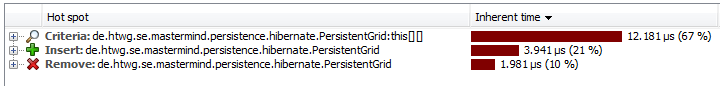 Hot spot Inherent time
Criteria: de.htwg.se.mastermind.persistence.hibernate.PersistentGrid:this[][] 12.181 µs (67 %)
Insert: de.htwg.se.mastermind.persistence.hibernate.PersistentGrid 3.941 µs (21 %)
Remove: de.htwg.se.mastermind.persistence.hibernate.PersistentGrid 1.981 µs (10 %)